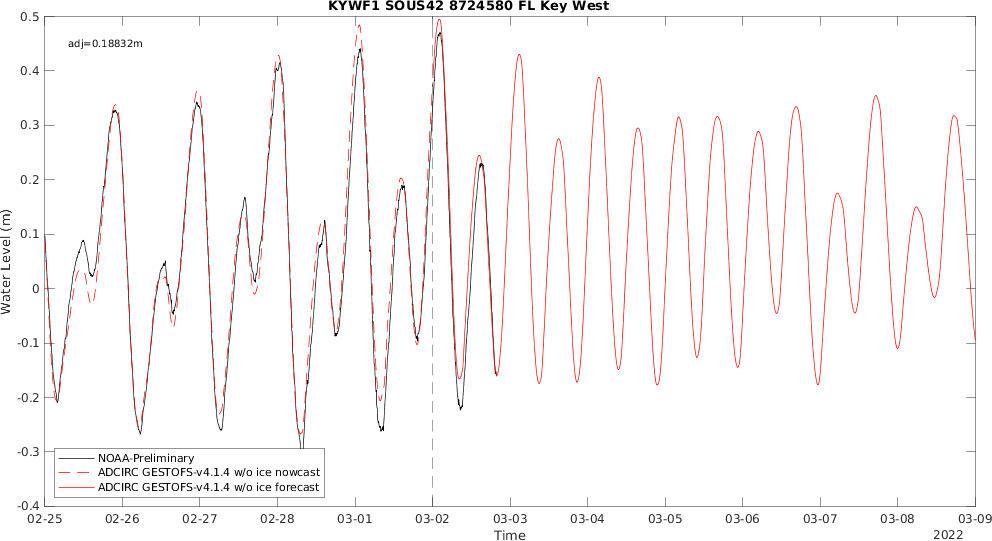 KYWF1 SOUS42 8724580 FL Key West
adj=0.18832m
Water Level (m)
0.5
0.4
0.3
0.2
0.1
0
-0.1
-0.2
-0.3
-0.4
NOAA-Preliminary
ADCIRC GESTOFS-v4.1.4 w/o ice nowcast
ADCIRC GESTOFS-v4.1.4 w/o ice forecast
02-25 02-26 02-27 02-28 03-01 03-02 03-03 03-04 03-05 03-06 03-07 03-08 03-09
Time
2022